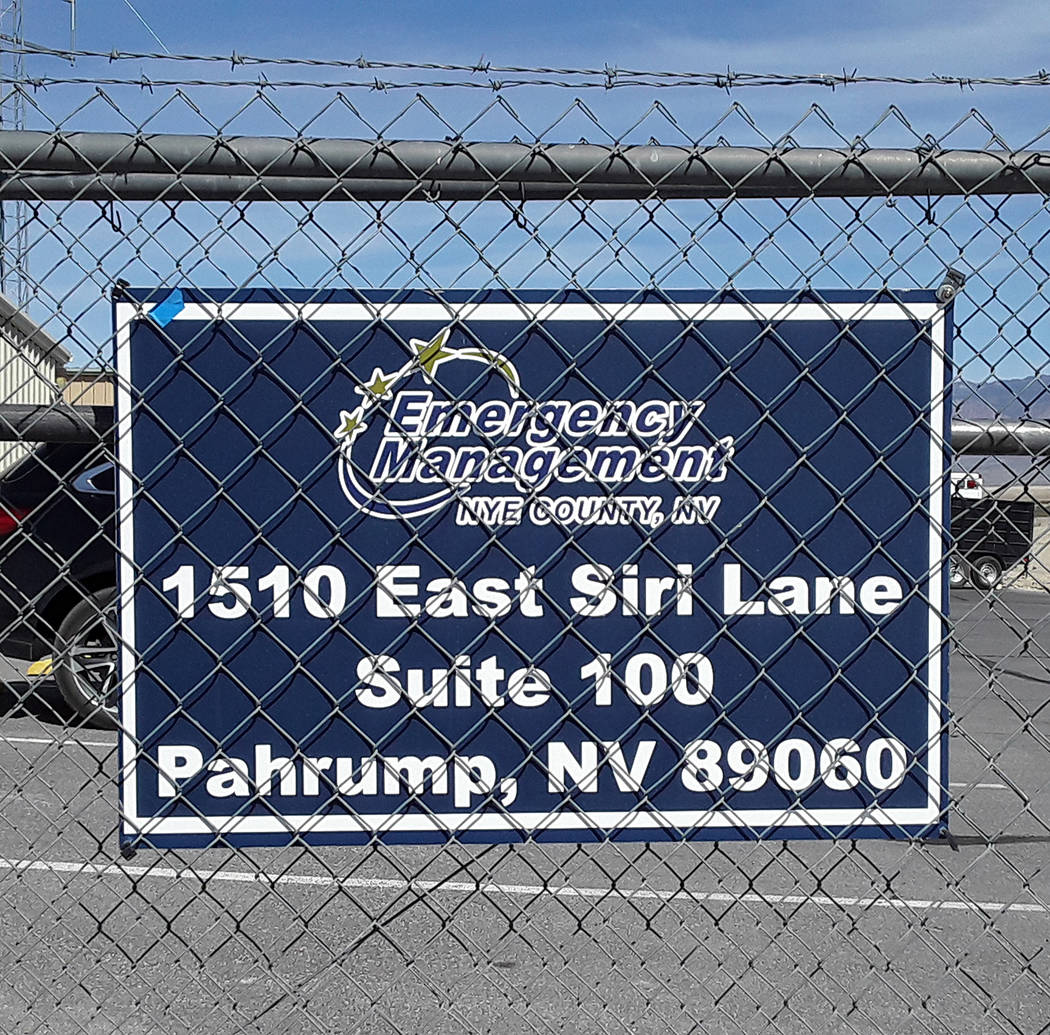 Emergency
Management
NYE COUNTY, NV
1510 East Siri Lane
Suite 100
Pahrump, NV 89060